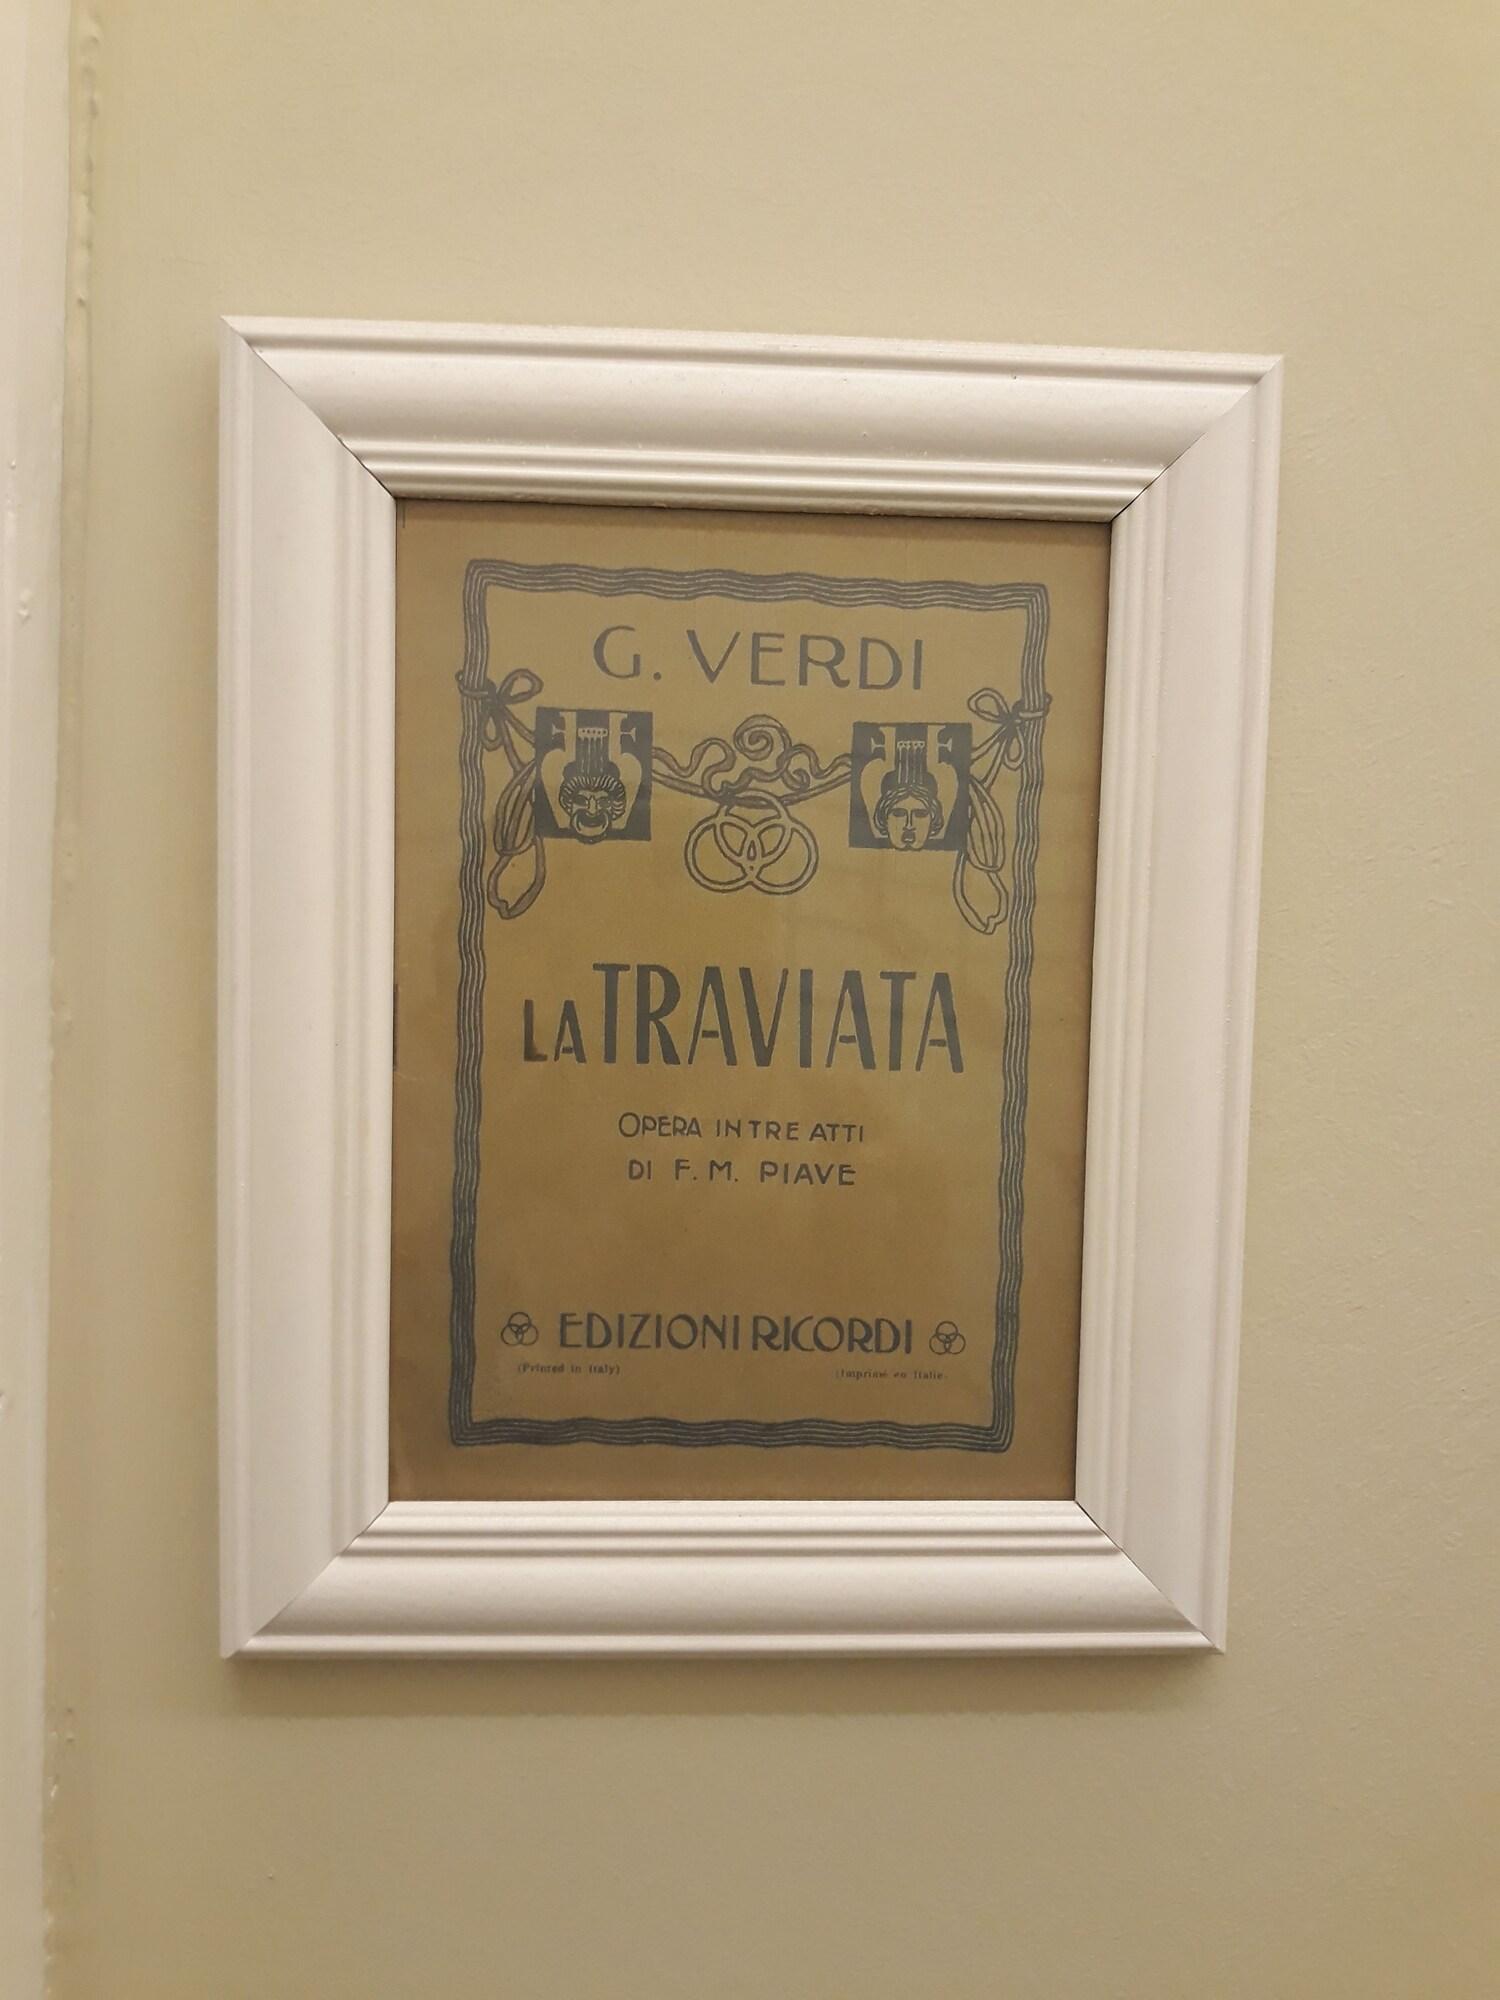 G. VERDI
LA TRAVIATA
OPERA IN TRE ATTI
DI F. M. PIAVE
EDIZIONI RICORDI
(Printed in Italy) (Imprimé en Italie.